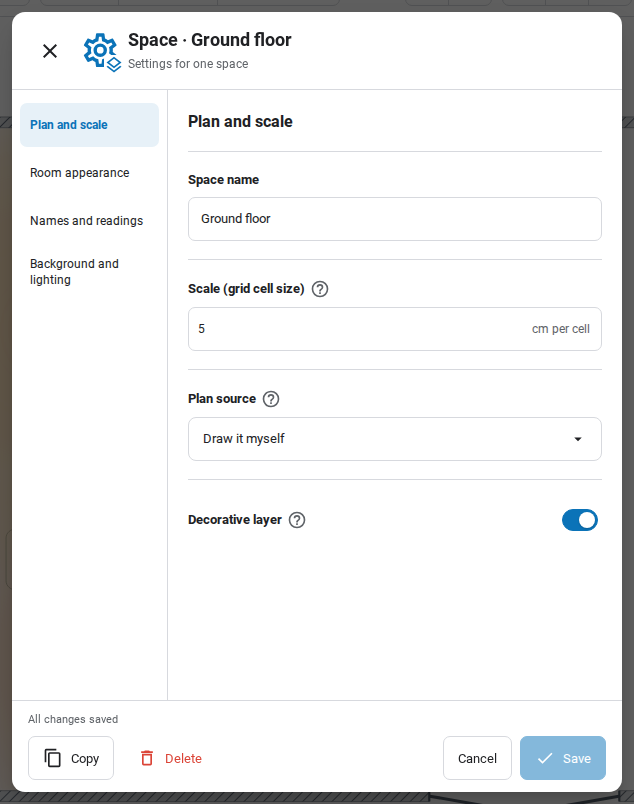 Space · Ground floor
Settings for one space
Plan and scale
Room appearance
Names and readings
Background and
lighting
Plan and scale
Space name
Ground floor
Scale (grid cell size)
5 cm per cell
Plan source
Draw it myself
Decorative layer
All changes saved
Copy Delete Cancel Save